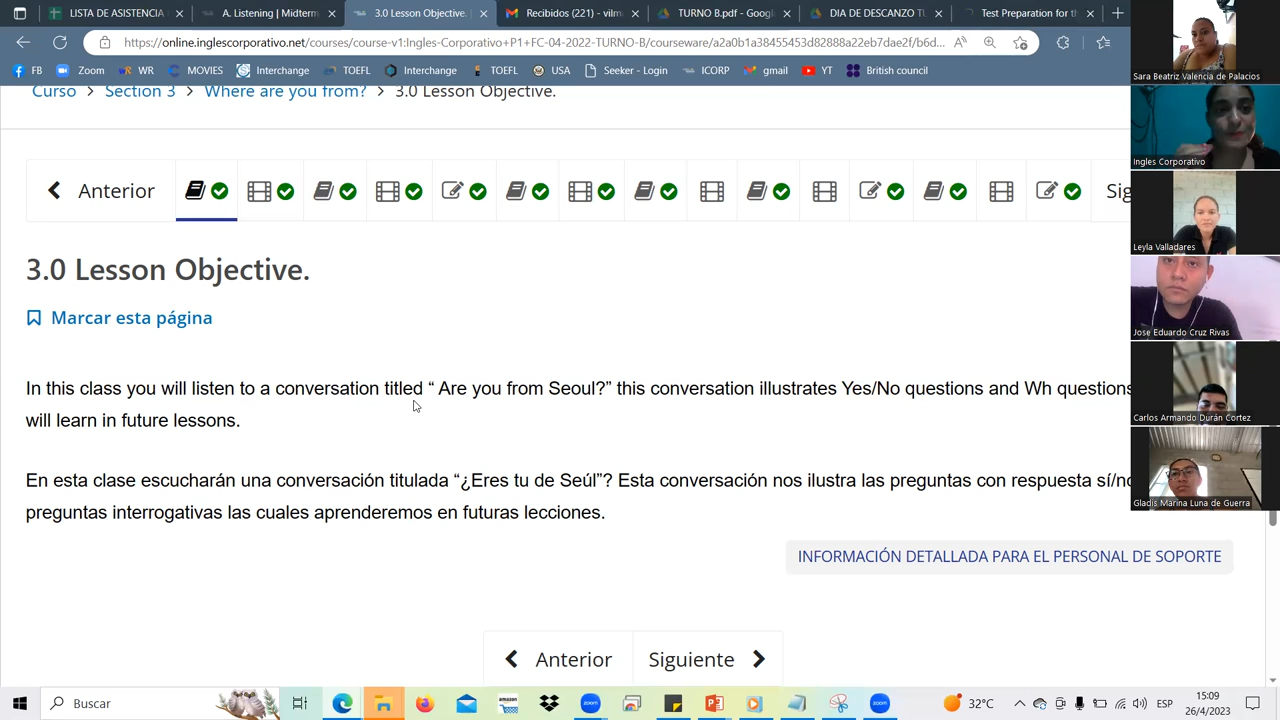 LISTA DE ASISTENCIA
A. Listening | Midterm
3.0 Lesson Objective.
Recibidos (221) - vilm
TURNO B.pdf - Goog
DIA DE DESCANZO TU
Test Preparation for th
https://online.inglescorporativo.net/courses/course-v1:Ingles-Corporativo+P1+FC-04-2022-TURNO-B/courseware/a2a0b1a38455453d82888a22eb7dae2f/b6d...
FB
Zoom
WR
MOVIES
Interchange
TOEFL
Interchange
TOEFL
USA
Seeker - Login
ICORP
gmail
YT
British council
Curso > Section 3 > Where are you from? > 3.0 Lesson Objective.
Anterior
Sig
3.0 Lesson Objective.
Marcar esta página
In this class you will listen to a conversation titled “ Are you from Seoul?” this conversation illustrates Yes/No questions and Wh questions
will learn in future lessons.
En esta clase escucharán una conversación titulada “¿Eres tu de Seúl”? Esta conversación nos ilustra las preguntas con respuesta sí/no
preguntas interrogativas las cuales aprenderemos en futuras lecciones.
INFORMACIÓN DETALLADA PARA EL PERSONAL DE SOPORTE
Anterior
Siguiente
Sara Beatriz Valencia de Palacios
Ingles Corporativo
Leyla Valladares
Jose Eduardo Cruz Rivas
Carlos Armando Durán Cortez
Gladis Marina Luna de Guerra
Buscar
32°C
ESP
15:09
26/4/2023